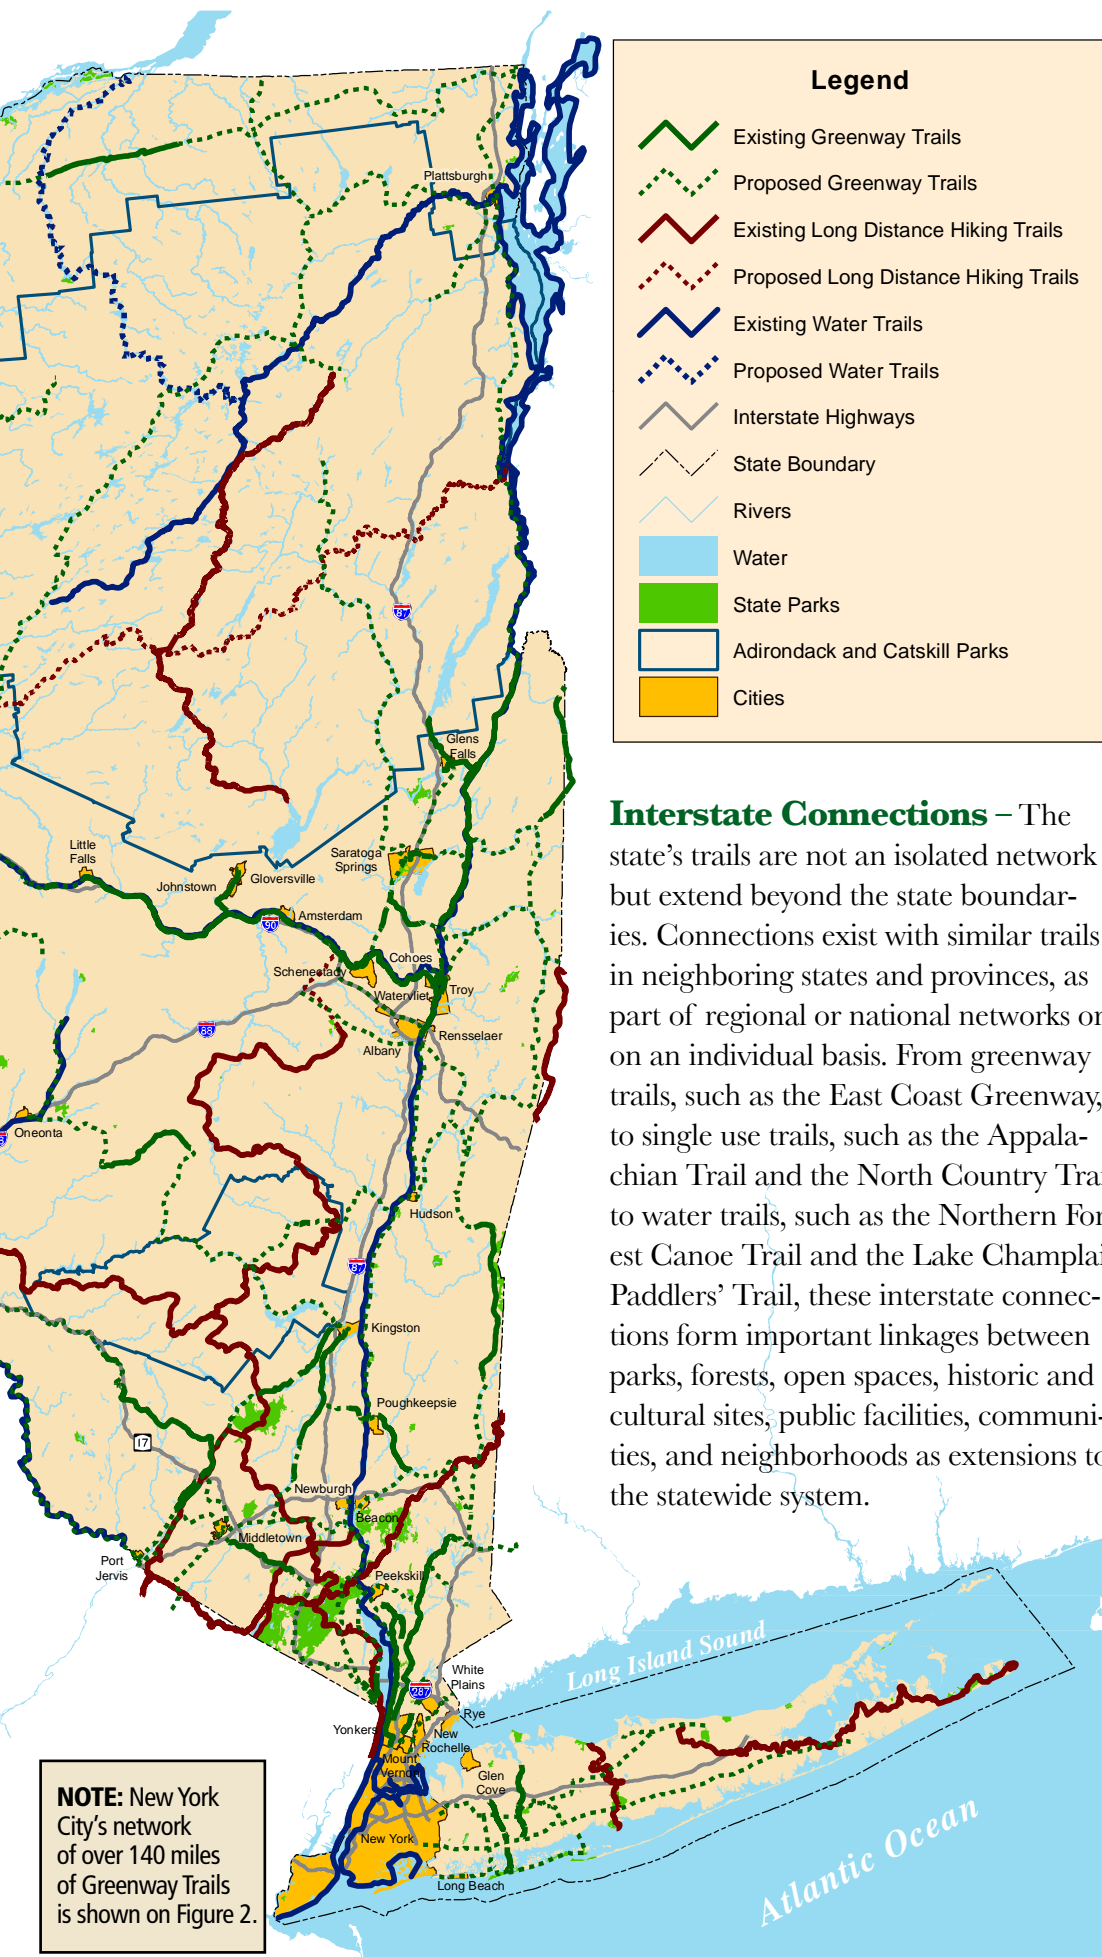 Legend
Existing Greenway Trails
Proposed Greenway Trails
Existing Long Distance Hiking Trails
Proposed Long Distance Hiking Trails
Existing Water Trails
Proposed Water Trails
Interstate Highways
State Boundary
Rivers
Water
State Parks
Adirondack and Catskill Parks
Cities
Plattsburgh
87
Glens
Falls
Little
Falls
Johnstown
Gloversville
Saratoga
Springs
90
Amsterdam
Schenectady
Cohoes
Watervliet
Troy
88
Albany
Rensselaer
Oneonta
Hudson
87
Kingston
Poughkeepsie
17
Newburgh
Beacon
Middletown
Port
Jervis
Peekskill
White
Plains
287
Rye
Yonkers
New
Rochelle
Mount
Vernon
Glen
Cove
New York
Long Beach
Long Island Sound
Atlantic Ocean
Interstate Connections – The
state’s trails are not an isolated network
but extend beyond the state boundar-
ies. Connections exist with similar trails
in neighboring states and provinces, as
part of regional or national networks or
on an individual basis. From greenway
trails, such as the East Coast Greenway,
to single use trails, such as the Appala-
chian Trail and the North Country Trai
to water trails, such as the Northern For
est Canoe Trail and the Lake Champlai
Paddlers’ Trail, these interstate connec-
tions form important linkages between
parks, forests, open spaces, historic and
cultural sites, public facilities, communi-
ties, and neighborhoods as extensions to
the statewide system.
NOTE: New York
City’s network
of over 140 miles
of Greenway Trails
is shown on Figure 2.